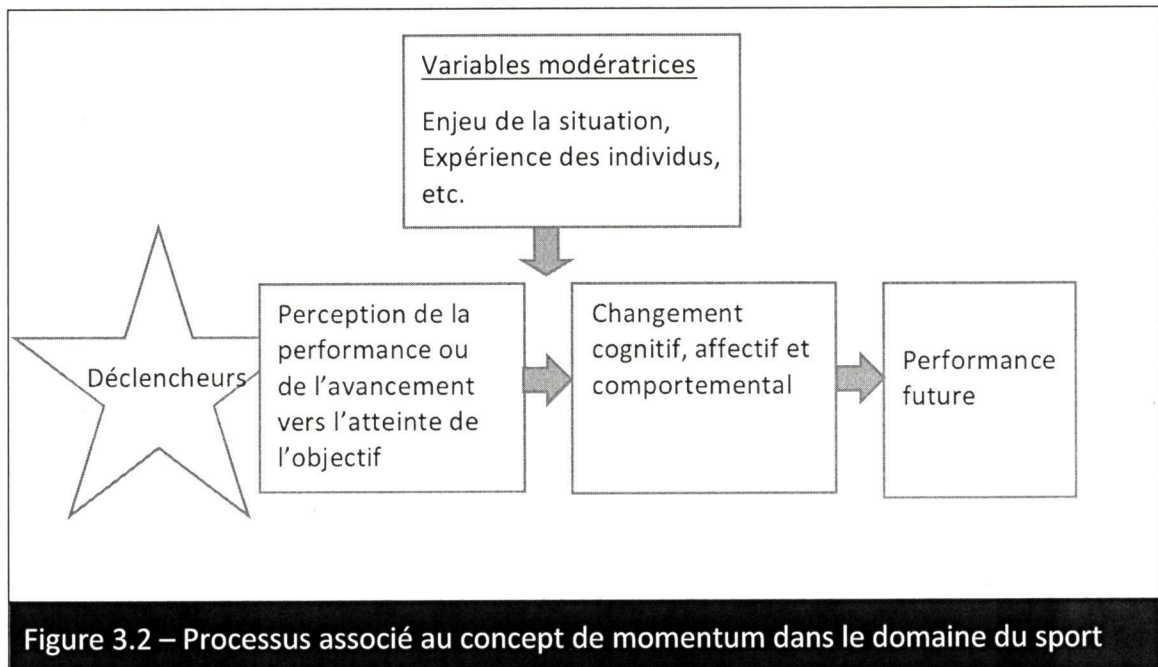 Variables modératrices
Enjeu de la situation,
Expérience des individus,
etc.
Déclencheurs
Perception de la
performance ou
de l'avancement
vers l'atteinte de
l'objectif
Changement
cognitif, affectif et
comportemental
Performance
future
Figure 3.2 – Processus associé au concept de momentum dans le domaine du sport